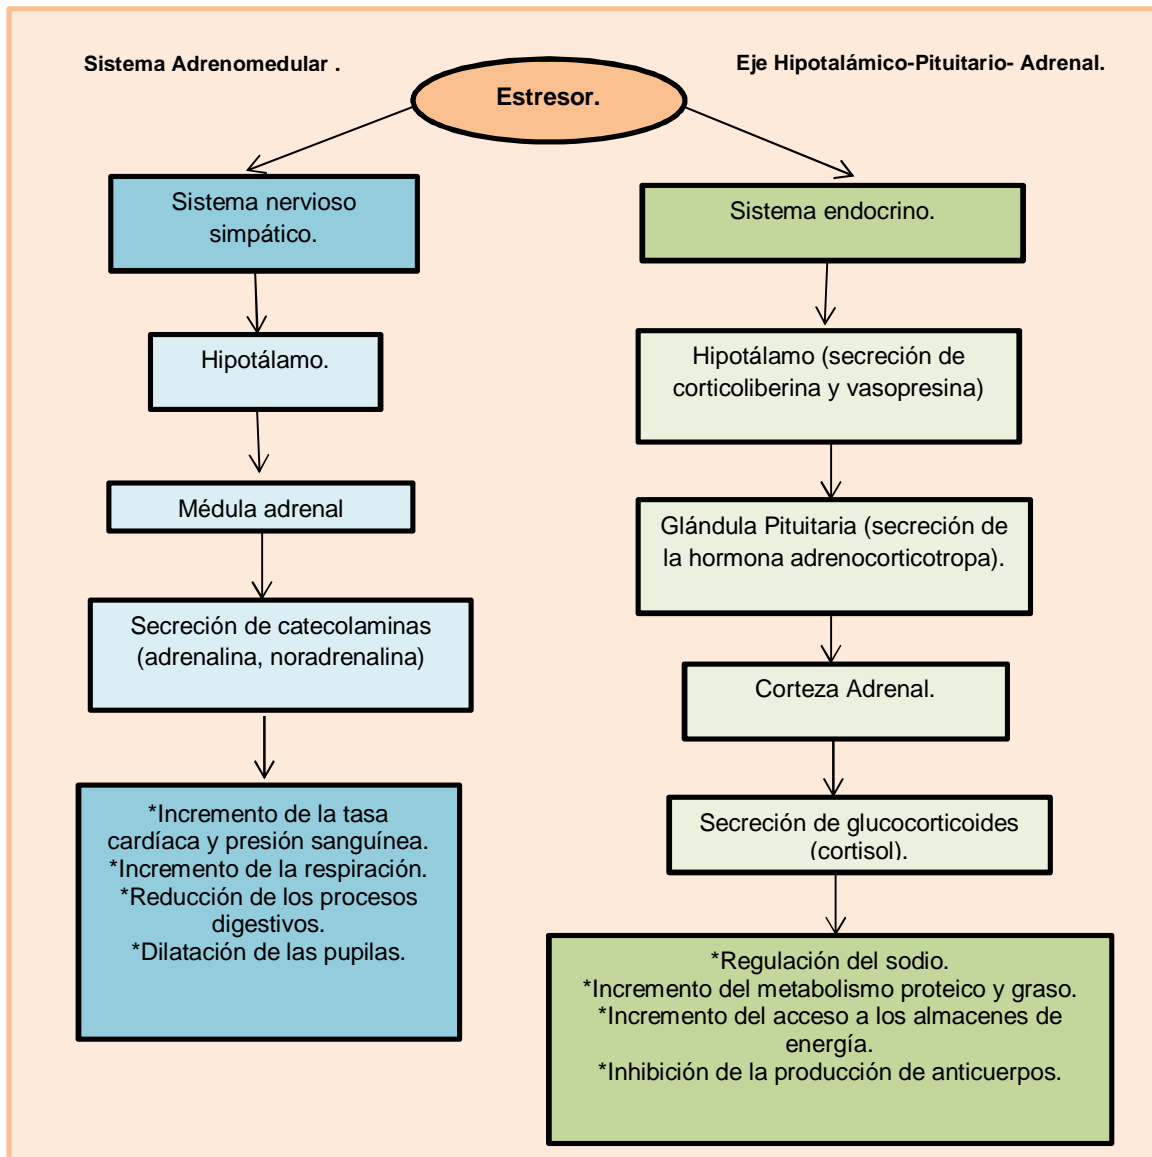 Sistema Adrenomedular .
Eje Hipotalámico-Pituitario- Adrenal.
Estresor.
Sistema nervioso
simpático.
Hipotálamo.
Médula adrenal
Secreción de catecolaminas
(adrenalina, noradrenalina)
*Incremento de la tasa
cardíaca y presión sanguínea.
*Incremento de la respiración.
*Reducción de los procesos
digestivos.
*Dilatación de las pupilas.
Sistema endocrino.
Hipotálamo (secreción de
corticoliberina y vasopresina)
Glándula Pituitaria (secreción de
la hormona adrenocorticotropa).
Corteza Adrenal.
Secreción de glucocorticoides
(cortisol).
*Regulación del sodio.
*Incremento del metabolismo proteico y graso.
*Incremento del acceso a los almacenes de
energía.
*Inhibición de la producción de anticuerpos.